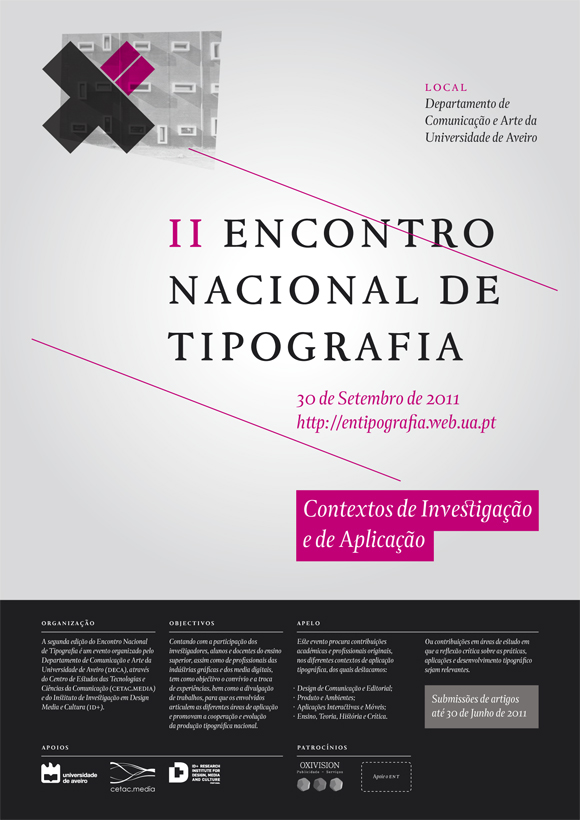 LOCAL
Departamento de
Comunicação e Arte da
Universidade de Aveiro
II ENCONTRO
NACIONAL DE
TIPOGRAFIA
30 de Setembro de 2011
http://entipografia.web.ua.pt
Contextos de Investigação
e de Aplicação
ORGANIZAÇÃO
A segunda edição do Encontro Nacional
de Tipografia é um evento organizado pelo
Departamento de Comunicação e Arte da
Universidade de Aveiro (DECA), através
do Centro de Estudos das Tecnologias e
Ciências da Comunicação (CETAC.MEDIA)
e do Instituto de Investigação em Design
Media e Cultura (ID+).
OBJECTIVOS
Contando com a participação dos
investigadores, alunos e docentes do ensino
superior, assim como de profissionais das
indústrias gráficas e dos media digitais,
tem como objectivo o convívio e a troca
de experiências, bem como a divulgação
de trabalhos, para que os envolvidos
articulem as diferentes áreas de aplicação
e promovam a cooperação e evolução
da produção tipográfica nacional.
APELO
Este evento procura contribuições
académicas e profissionais originais,
nos diferentes contextos de aplicação
tipográfica, dos quais destacamos:
· Design de Comunicação e Editorial;
· Produto e Ambientes;
· Aplicações Interactivas e Móveis;
· Ensino, Teoria, História e Crítica.
Ou contribuições em áreas de estudo em
que a reflexão crítica sobre as práticas,
aplicações e desenvolvimento tipográfico
sejam relevantes.
Submissões de artigos
até 30 de Junho de 2011
APOIOS
universidade
de aveiro
cetac.media
ID+ RESEARCH
INSTITUTE FOR
DESIGN, MEDIA
AND CULTURE
PATROCÍNIOS
OXIVISION
Publicidade · Serviços
Apoie o ENT